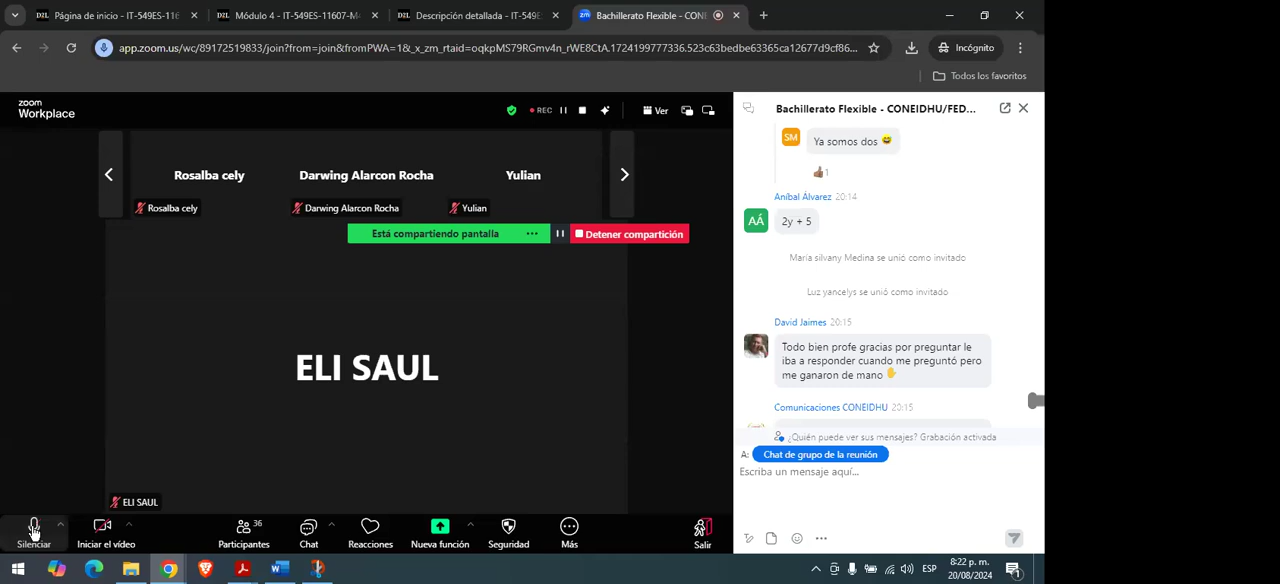 Página de inicio - IT-549ES-116
Módulo 4 - IT-549ES-11607-M
Descripción detallada - IT-549ES
Bachillerato Flexible - CONI
app.zoom.us/wc/89172519833/join?from=join&fromPWA=1&_x_zm_rtaid=oqkpMS79RGmv4n_rWE8CtA.1724199777336.523c63bedbe63365ca12677d9cf86...
Incógnito
Todos los favoritos
zoom
Workplace
REC
Ver
Rosalba cely
Darwing Alarcon Rocha
Yulian
Rosalba cely
Darwing Alarcon Rocha
Yulian
Está compartiendo pantalla
Detener compartición
ELI SAUL
ELI SAUL
Silenciar
Iniciar el vídeo
36
Participantes
Chat
Reacciones
Nueva función
Seguridad
Más
Salir
Bachillerato Flexible - CONEIDHU/FED...
SM
Ya somos dos 😅
👍🏽1
Aníbal Álvarez 20:14
AÁ
2y + 5
María silvany Medina se unió como invitado
Luz yancelys se unió como invitado
David Jaimes 20:15
Todo bien profe gracias por preguntar le
iba a responder cuando me preguntó pero
me ganaron de mano ✋
Comunicaciones CONEIDHU 20:15
¿Quién puede ver sus mensajes? Grabación activada
A: Chat de grupo de la reunión
Escriba un mensaje aquí...
ESP
8:22 p. m.
20/08/2024
1